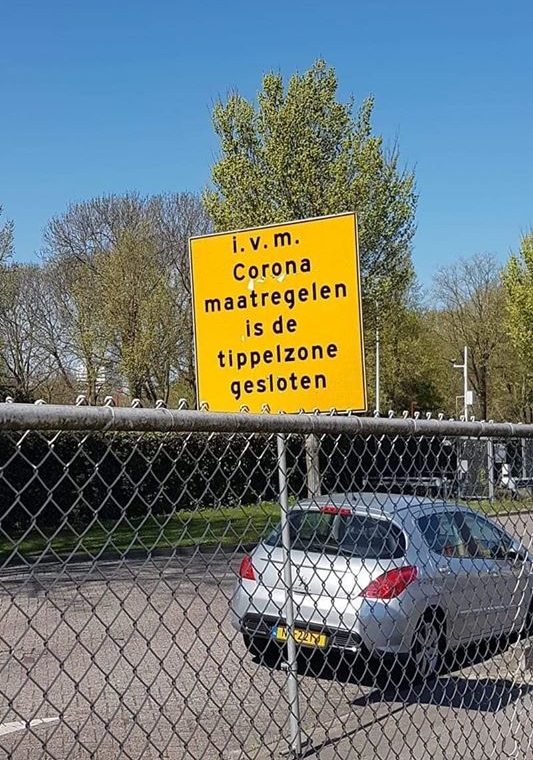 i.v.m.
Corona
maatregelen
is de
tippelzone
gesloten